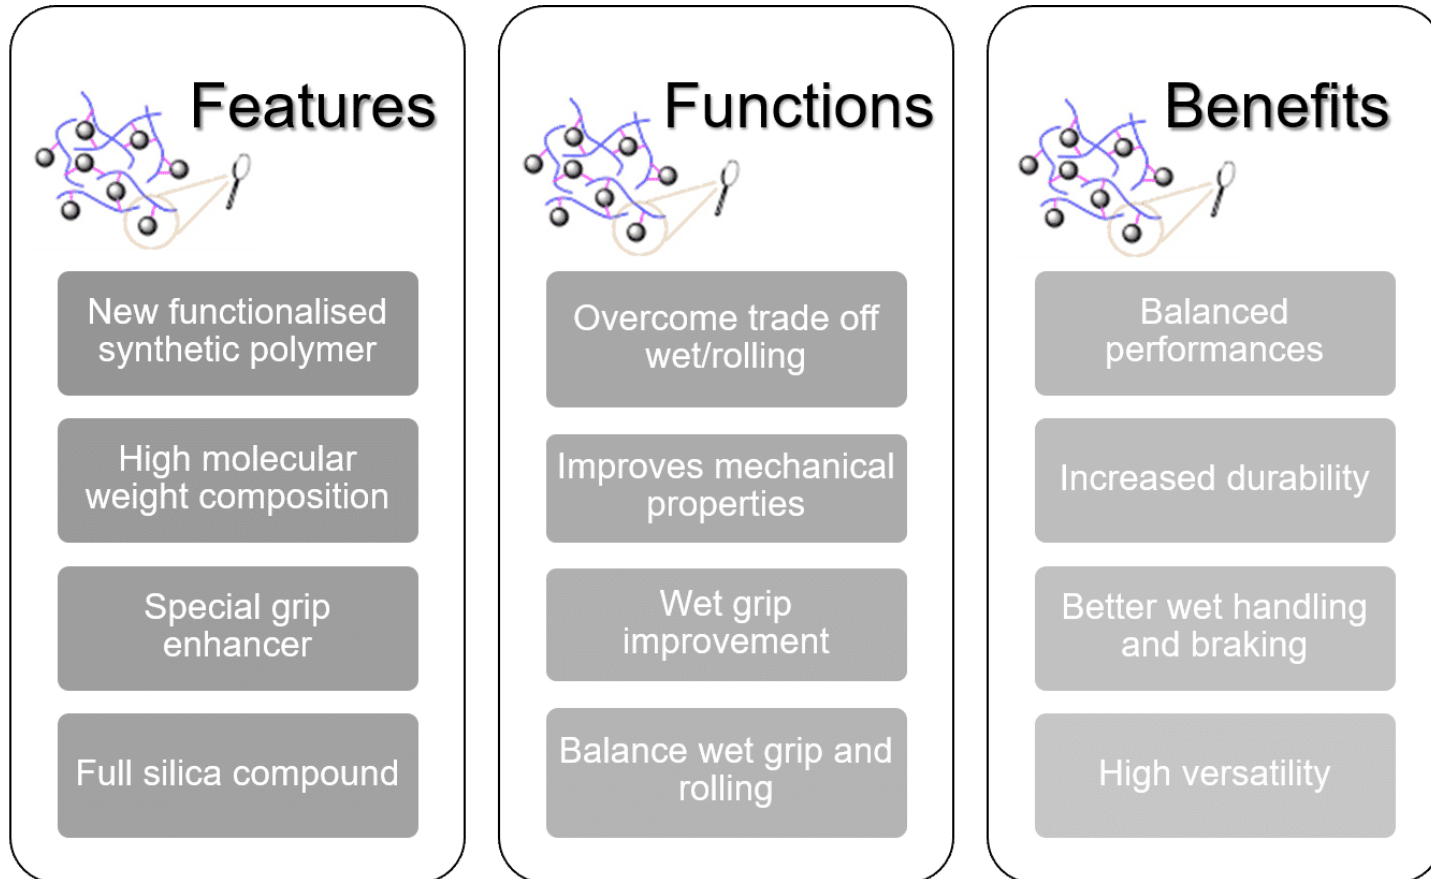 Features
New functionalised
synthetic polymer
High molecular
weight composition
Special grip
enhancer
Full silica compound
Functions
Overcome trade off
wet/rolling
Improves mechanical
properties
Wet grip
improvement
Balance wet grip and
rolling
Benefits
Balanced
performances
Increased durability
Better wet handling
and braking
High versatility